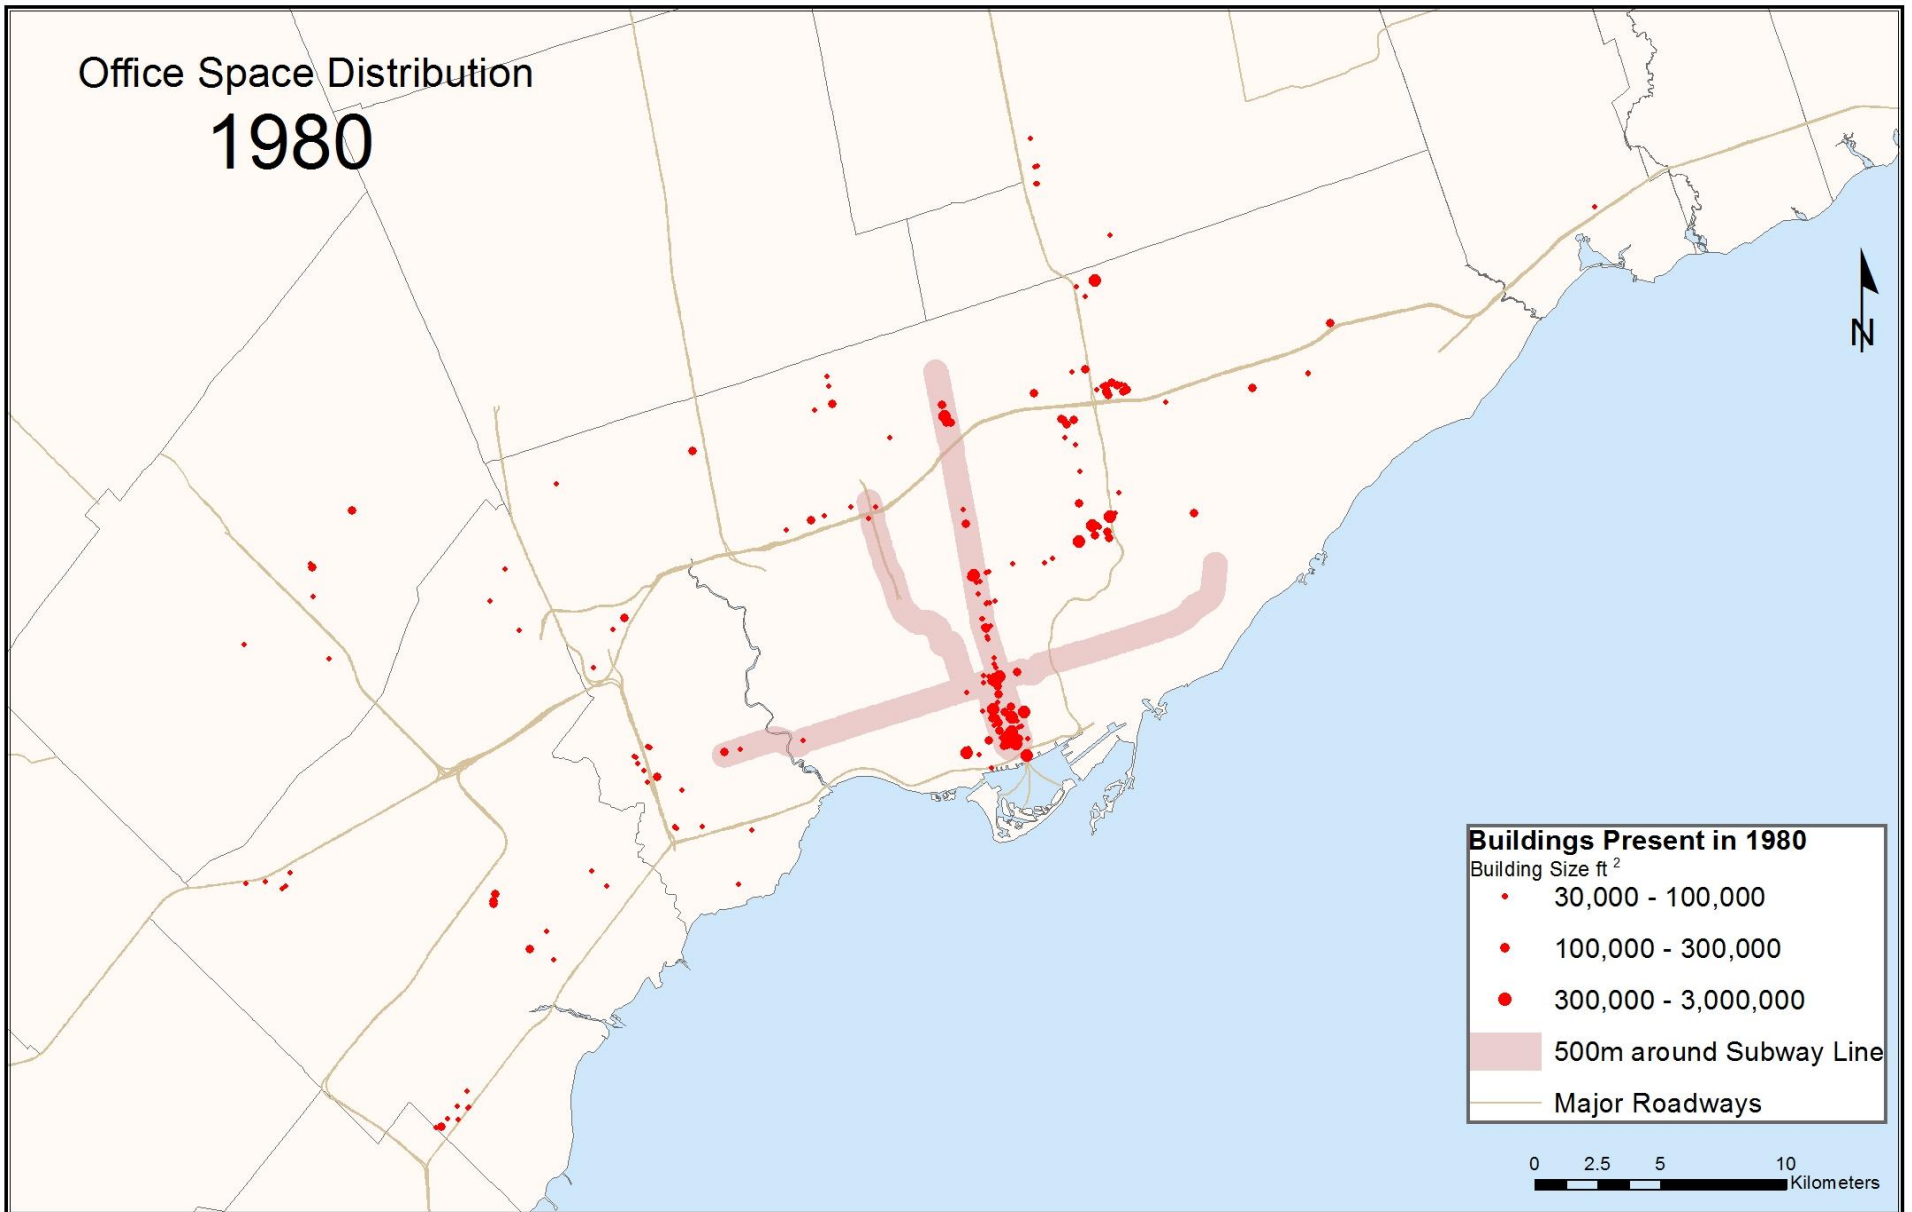 Office Space Distribution
1980
N
Buildings Present in 1980
Building Size ft 2
30,000 - 100,000
100,000 - 300,000
300,000 - 3,000,000
500m around Subway Line
Major Roadways
0 2.5 5 10
Kilometers